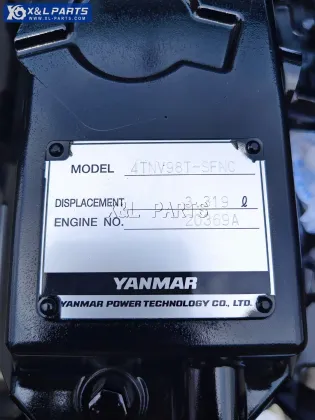 X&L PARTS
WWW.XL-PARTS.COM
MODEL 4TNV98T-SFNC
DISPLACEMENT 3.319 ℓ
X&L PARTS
ENGINE NO. 20369A
YANMAR
YANMAR POWER TECHNOLOGY CO., LTD.